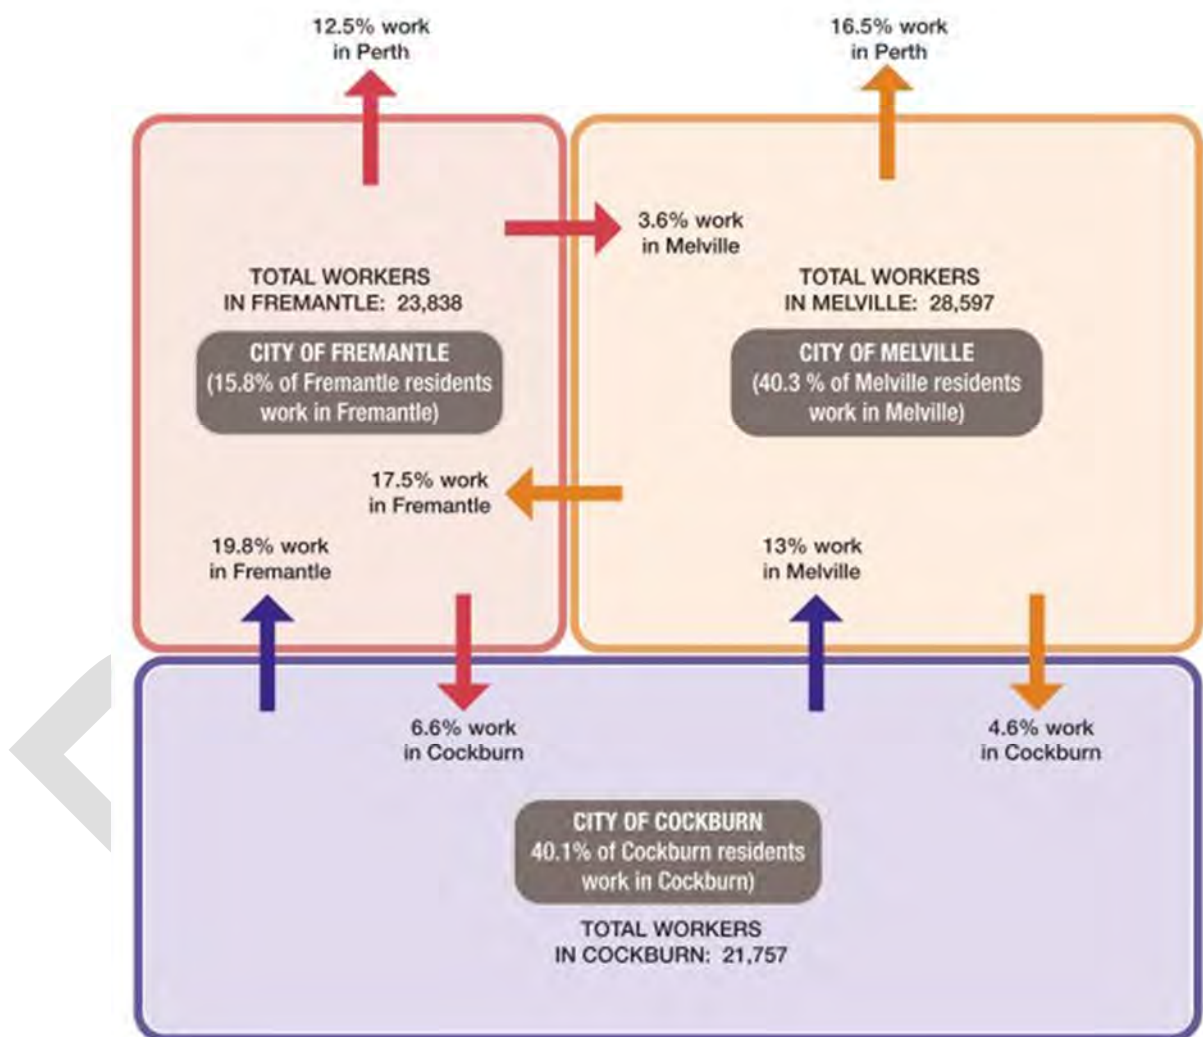 12.5% work
in Perth
16.5% work
in Perth
3.6% work
in Melville
TOTAL WORKERS
IN FREMANTLE: 23,838
TOTAL WORKERS
IN MELVILLE: 28,597
CITY OF FREMANTLE
(15.8% of Fremantle residents
work in Fremantle)
CITY OF MELVILLE
(40.3 % of Melville residents
work in Melville)
17.5% work
in Fremantle
19.8% work
in Fremantle
13% work
in Melville
6.6% work
in Cockburn
4.6% work
in Cockburn
CITY OF COCKBURN
40.1% of Cockburn residents
work in Cockburn)
TOTAL WORKERS
IN COCKBURN: 21,757